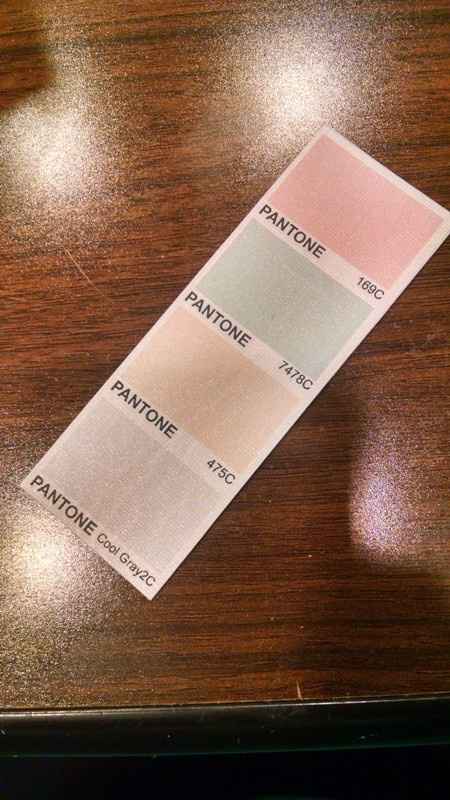 PANTONE
169C
PANTONE
7478C
PANTONE
475C
PANTONE Cool Gray2C